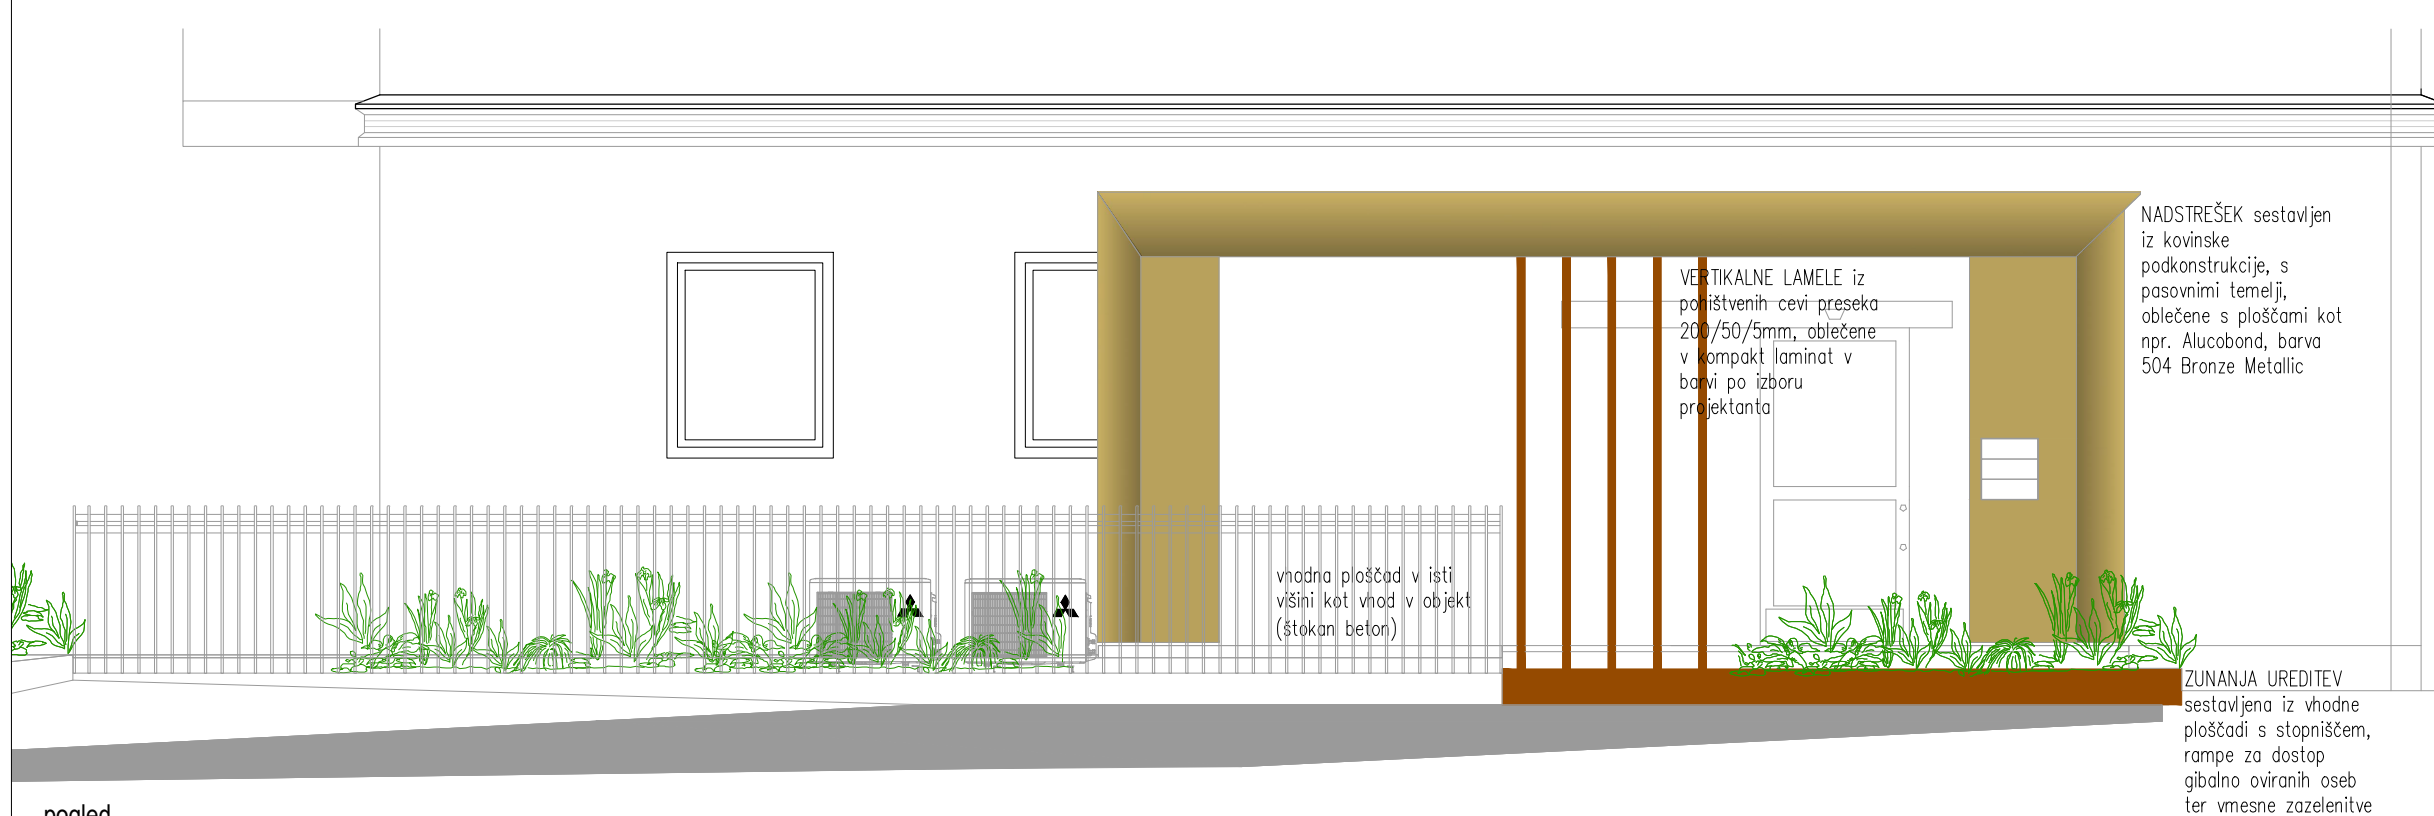 NADSTREŠEK sestavljen
iz kovinske
podkonstrukcije, s
pasovnimi temelji,
oblečene s ploščami kot
npr. Alucobond, barva
504 Bronze Metallic
VERTIKALNE LAMELE iz
pohištvenih cevi preseka
200/50/5mm, oblečene
v kompakt laminat v
barvi po izboru
projektanta
vhodna ploščad v isti
višini kot vhod v objekt
(štokan beton)
ZUNANJA UREDITEV
sestavljena iz vhodne
ploščadi s stopniščem,
rampe za dostop
gibalno oviranih oseb
ter vmesne zazelenitve
pogled